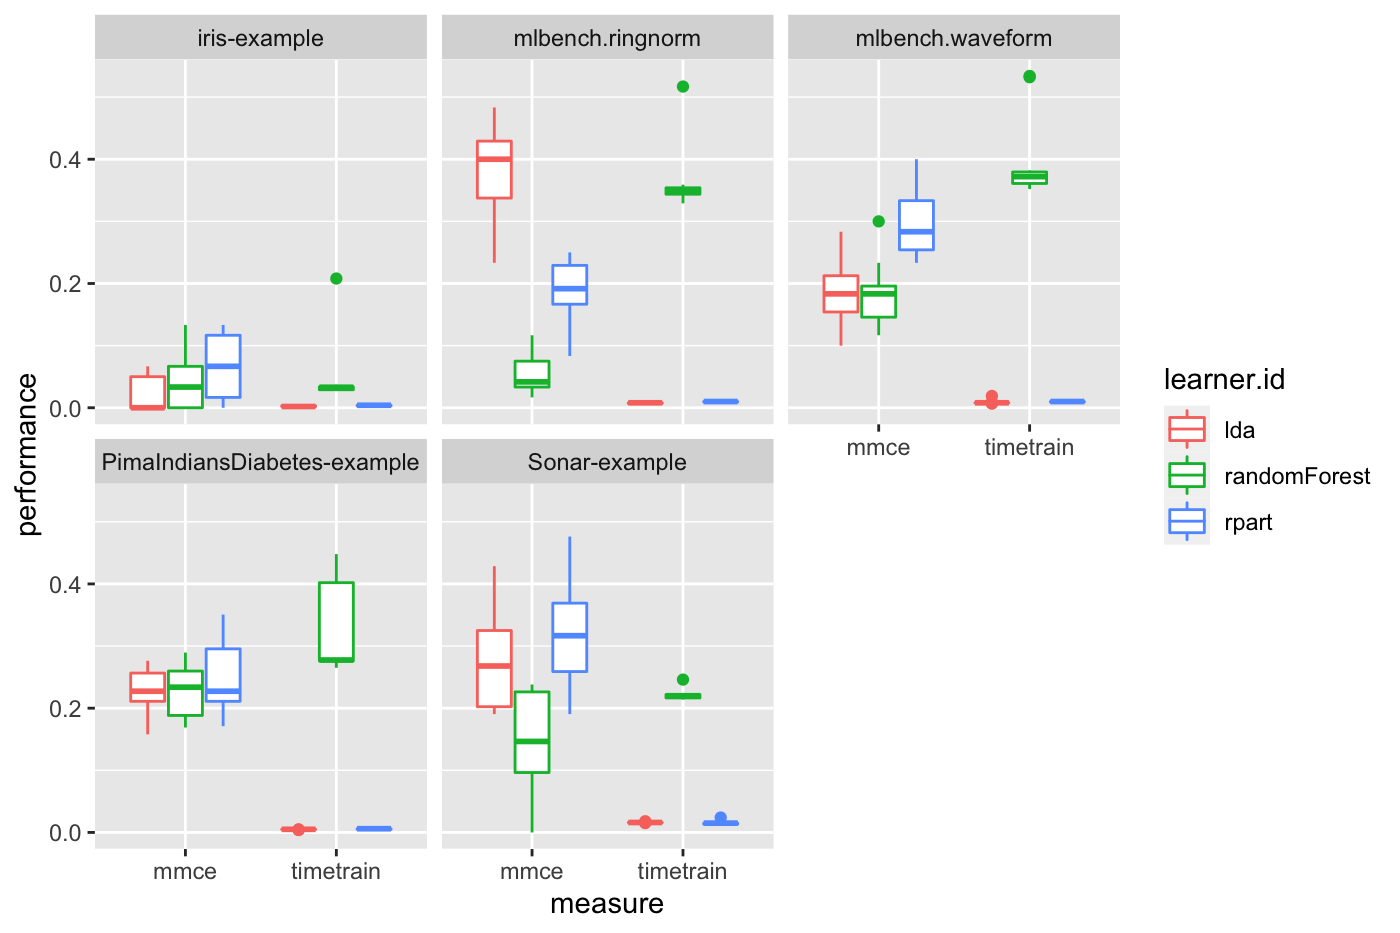 iris-example
mlbench.ringnorm
mlbench.waveform
0.4
0.2
0.0
mmce
timetrain
PimaIndiansDiabetes-example
Sonar-example
0.4
0.2
0.0
mmce
timetrain
mmce
timetrain
measure
performance
learner.id
lda
randomForest
rpart